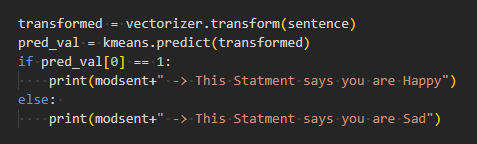 transformed = vectorizer.transform(sentence)
pred_val = kmeans.predict(transformed)
if pred_val[0] == 1:
    print(modsent+" -> This Statment says you are Happy")
else:
    print(modsent+" -> This Statment says you are Sad")